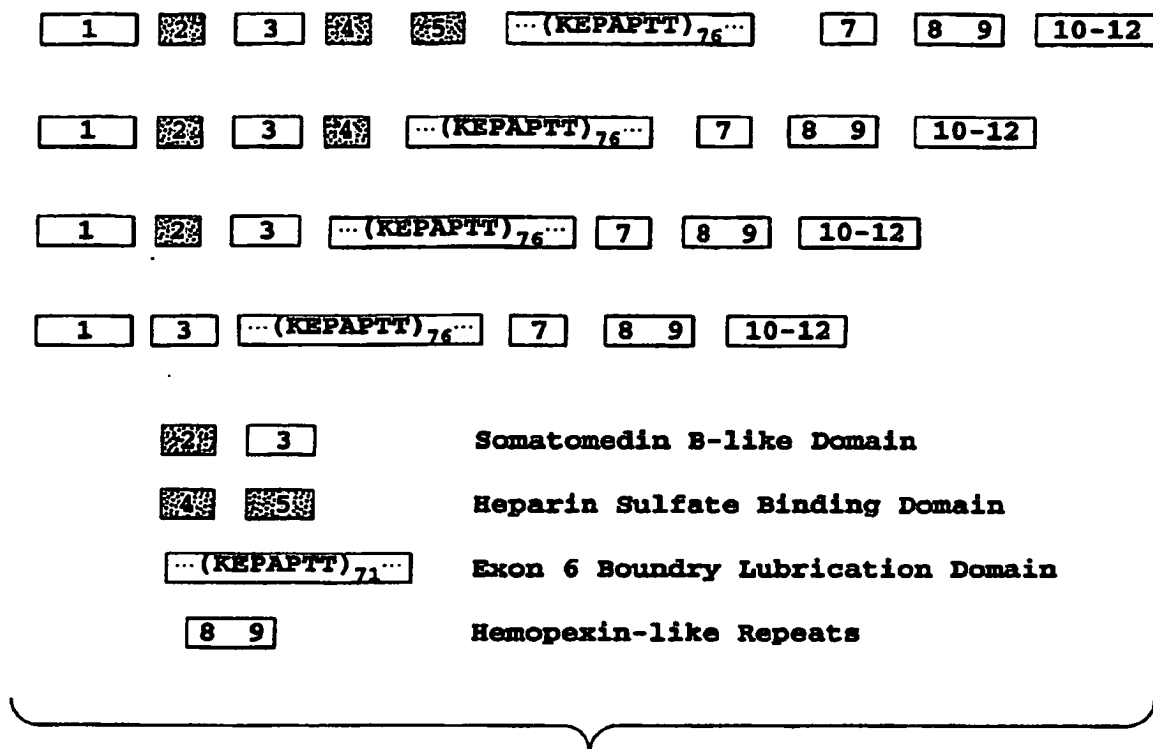 1 2 3 4 5 ···(KEPAPTT)76··· 7 8 9 10-12
1 2 3 4 ···(KEPAPTT)76··· 7 8 9 10-12
1 2 3 ···(KEPAPTT)76··· 7 8 9 10-12
1 3 ···(KEPAPTT)76··· 7 8 9 10-12
2 3 Somatomedin B-like Domain
4 5 Heparin Sulfate Binding Domain
···(KEPAPTT)71··· Exon 6 Boundry Lubrication Domain
8 9 Hemopexin-like Repeats